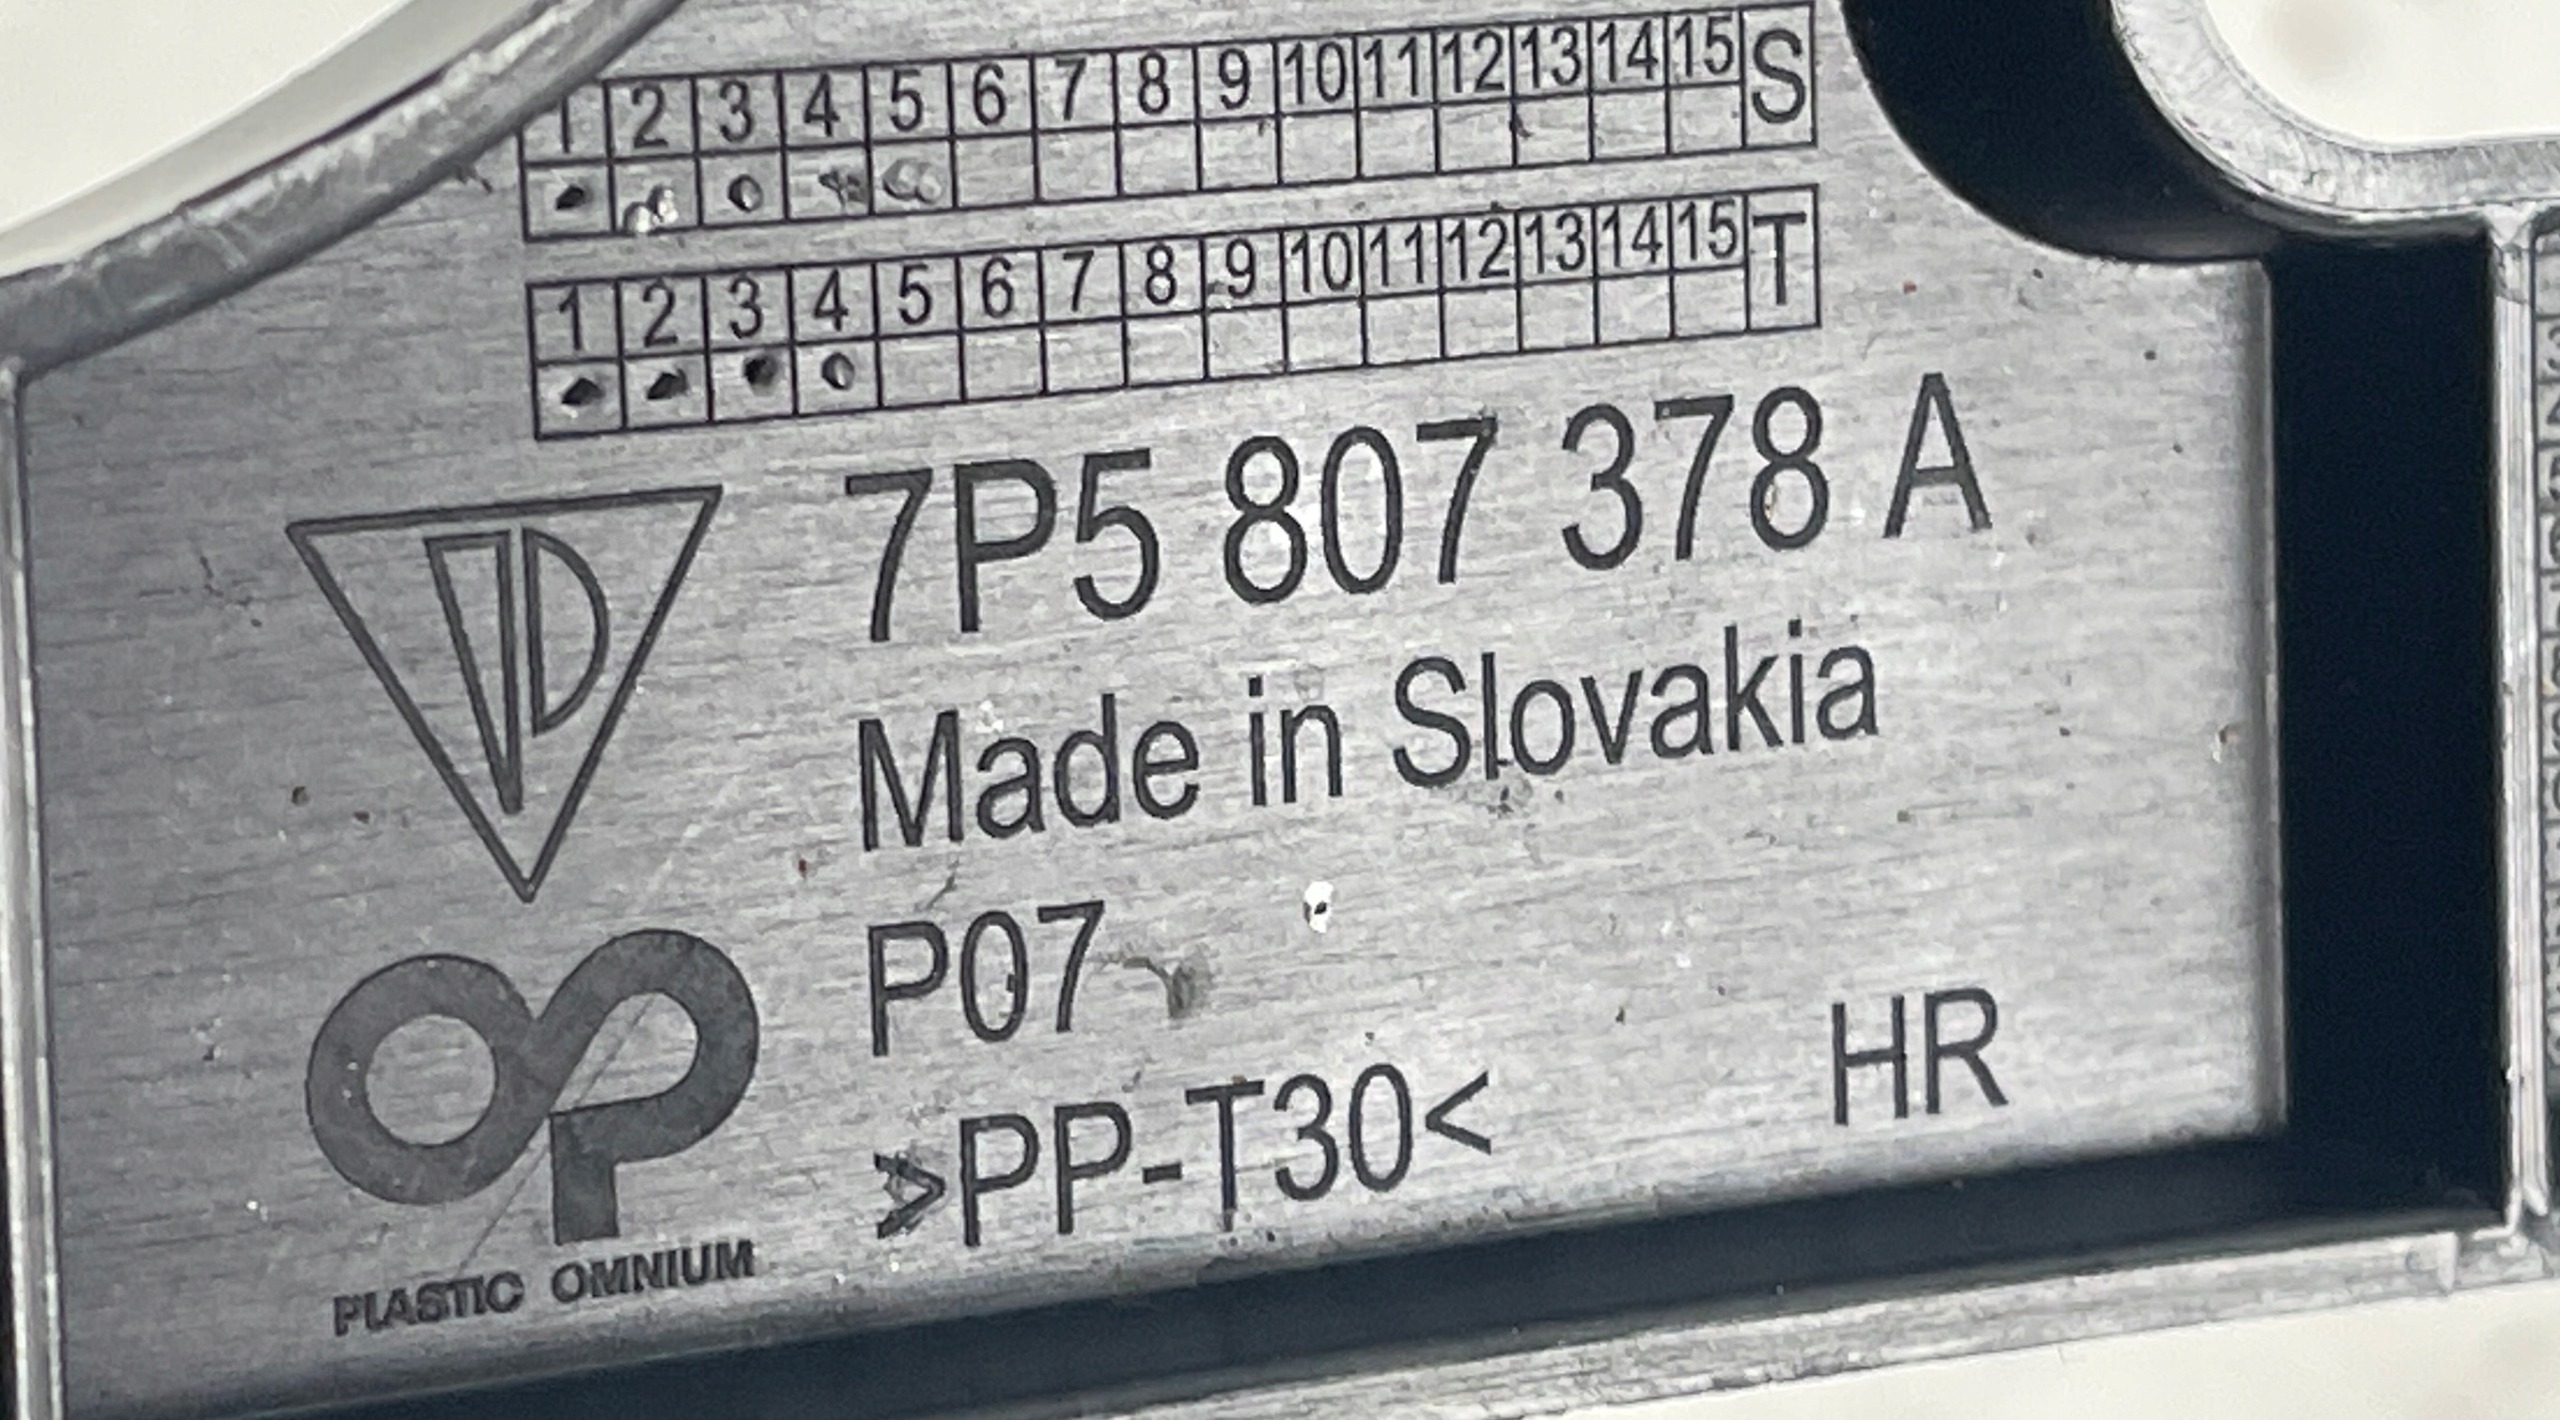 1 2 3 4 5 6 7 8 9 10 11 12 13 14 15 S
1 2 3 4 5 6 7 8 9 10 11 12 13 14 15 T
7P5 807 378 A
Made in Slovakia
P07
>PP-T30< HR
PLASTIC OMNIUM